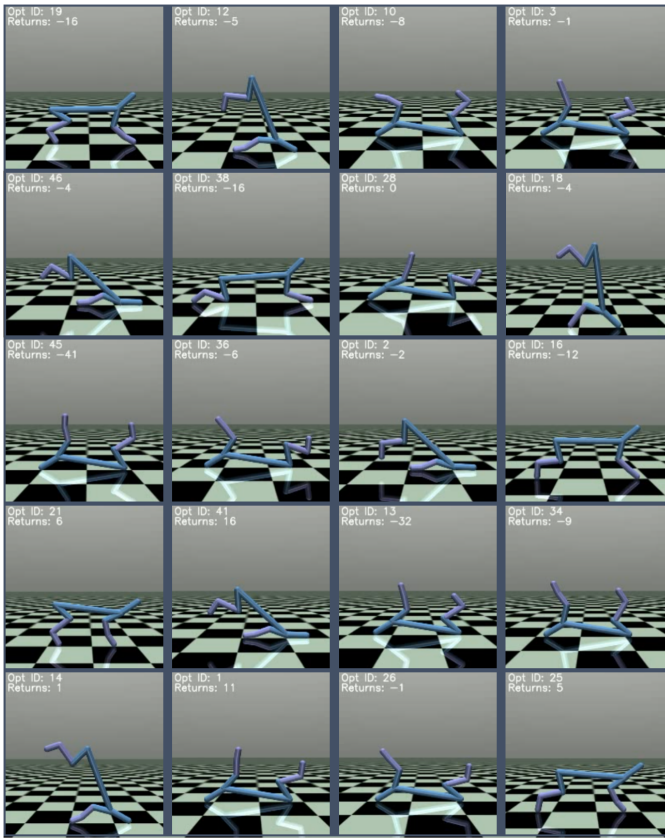 Opt ID: 19
Returns: −16
Opt ID: 12
Returns: −5
Opt ID: 10
Returns: −8
Opt ID: 3
Returns: −1
Opt ID: 46
Returns: −4
Opt ID: 38
Returns: −16
Opt ID: 28
Returns: 0
Opt ID: 18
Returns: −4
Opt ID: 45
Returns: −41
Opt ID: 36
Returns: −6
Opt ID: 2
Returns: −2
Opt ID: 16
Returns: −12
Opt ID: 21
Returns: 6
Opt ID: 41
Returns: 16
Opt ID: 13
Returns: −32
Opt ID: 34
Returns: −9
Opt ID: 14
Returns: 1
Opt ID: 1
Returns: 11
Opt ID: 26
Returns: −1
Opt ID: 25
Returns: 5